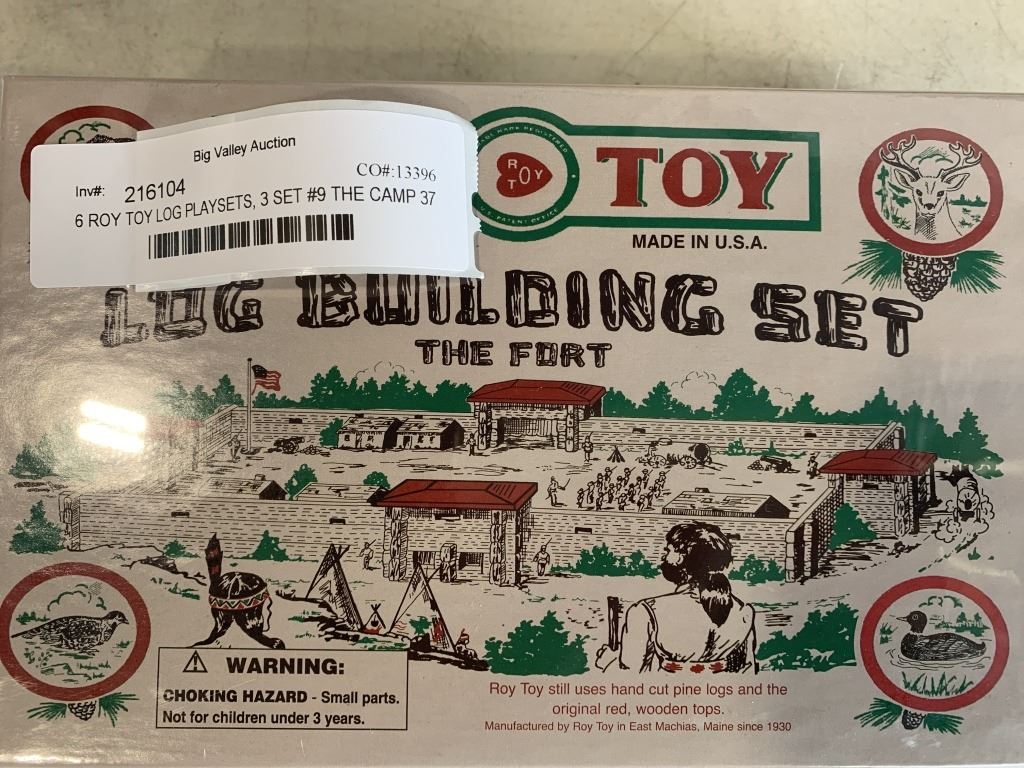 Big Valley Auction
CO#:13396
Inv#: 216104
6 ROY TOY LOG PLAYSETS, 3 SET #9 THE CAMP 37
ROY TOY
TOY
MADE IN U.S.A.
LOG BUILDING SET
THE FORT
WARNING:
CHOKING HAZARD - Small parts.
Not for children under 3 years.
Roy Toy still uses hand cut pine logs and the
original red, wooden tops.
Manufactured by Roy Toy in East Machias, Maine since 1930